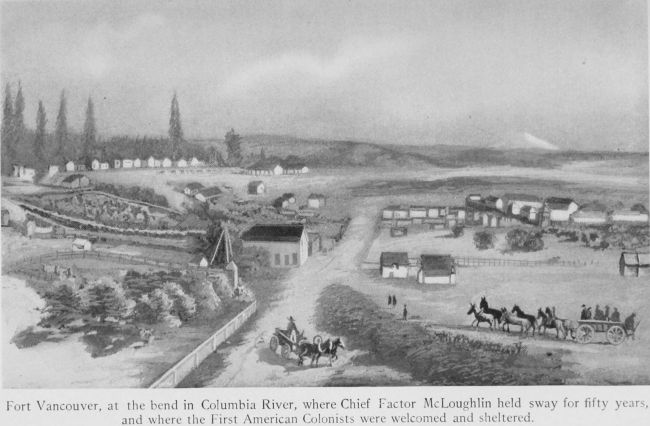 Fort Vancouver, at the bend in Columbia River, where Chief Factor McLoughlin held sway for fifty years,
and where the First American Colonists were welcomed and sheltered.